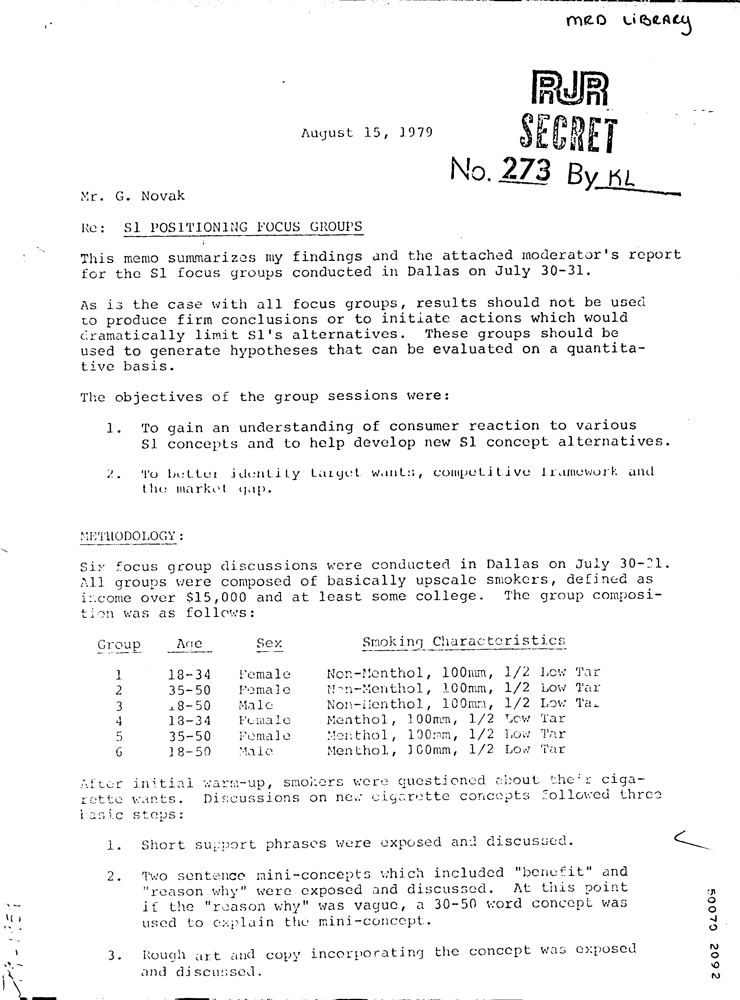 MRD LIBRARY
RJR
SECRET
No. 273 By KL
August 15, 1979
Mr. G. Novak
Re: S1 POSITIONING FOCUS GROUPS
This memo summarizes my findings and the attached moderator's report
for the S1 focus groups conducted in Dallas on July 30-31.
As is the case with all focus groups, results should not be used
to produce firm conclusions or to initiate actions which would
dramatically limit S1's alternatives. These groups should be
used to generate hypotheses that can be evaluated on a quantita-
tive basis.
The objectives of the group sessions were:
1. To gain an understanding of consumer reaction to various
S1 concepts and to help develop new S1 concept alternatives.
2. To better identify target wants, competitive framework and
the market gap.
METHODOLOGY:
Six focus group discussions were conducted in Dallas on July 30-31.
All groups were composed of basically upscale smokers, defined as
income over $15,000 and at least some college. The group composi-
tion was as follows:
Group Age Sex Smoking Characteristics
1 18-34 Female Non-Menthol, 100mm, 1/2 Low Tar
2 35-50 Female Non-Menthol, 100mm, 1/2 Low Tar
3 18-50 Male Non-Menthol, 100mm, 1/2 Low Tar
4 18-34 Female Menthol, 100mm, 1/2 Low Tar
5 35-50 Female Menthol, 100mm, 1/2 Low Tar
6 18-50 Male Menthol, 100mm, 1/2 Low Tar
After initial warm-up, smokers were questioned about their ciga-
rette wants. Discussions on new cigarette concepts followed three
basic steps:
1. Short support phrases were exposed and discussed.
2. Two sentence mini-concepts which included "benefit" and
"reason why" were exposed and discussed. At this point
if the "reason why" was vague, a 30-50 word concept was
used to explain the mini-concept.
3. Rough art and copy incorporating the concept was exposed
and discussed.
50070 2092